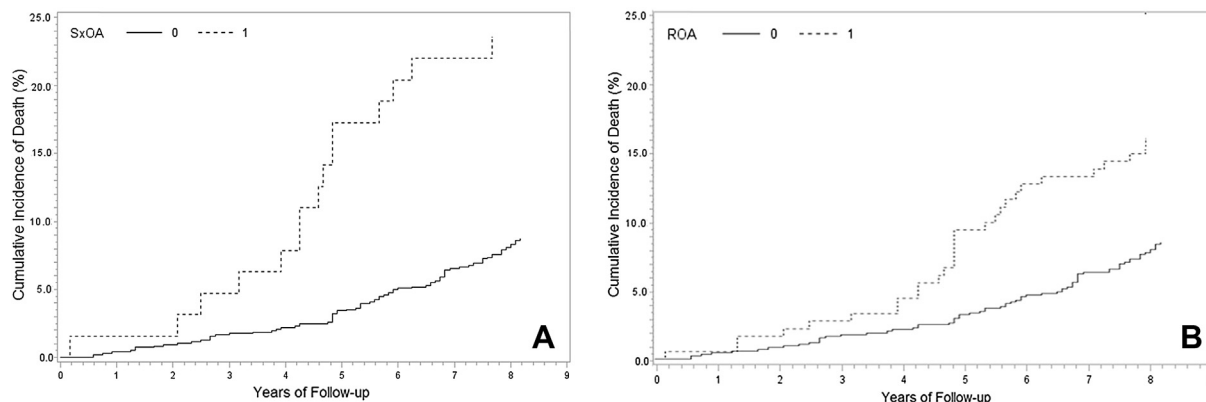 SxOA 0 1
25.0
20.0
15.0
10.0
5.0
0.0
Cumulative Incidence of Death (%)
0 1 2 3 4 5 6 7 8 9
Years of Follow-up
A
ROA 0 1
25.0
20.0
15.0
10.0
5.0
0.0
Cumulative Incidence of Death (%)
0 1 2 3 4 5 6 7 8
Years of Follow-up
B